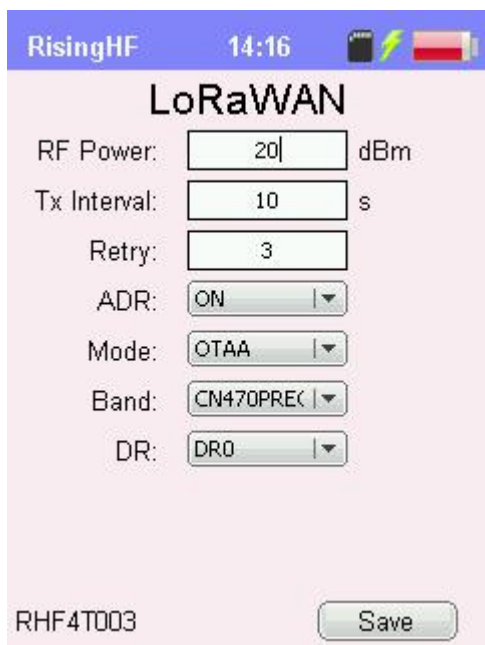 RisingHF 14:16
LoRaWAN
RF Power: 20 dBm
Tx Interval: 10 s
Retry: 3
ADR: ON
Mode: OTAA
Band: CN470PRE(
DR: DR0
RHF4T003 Save